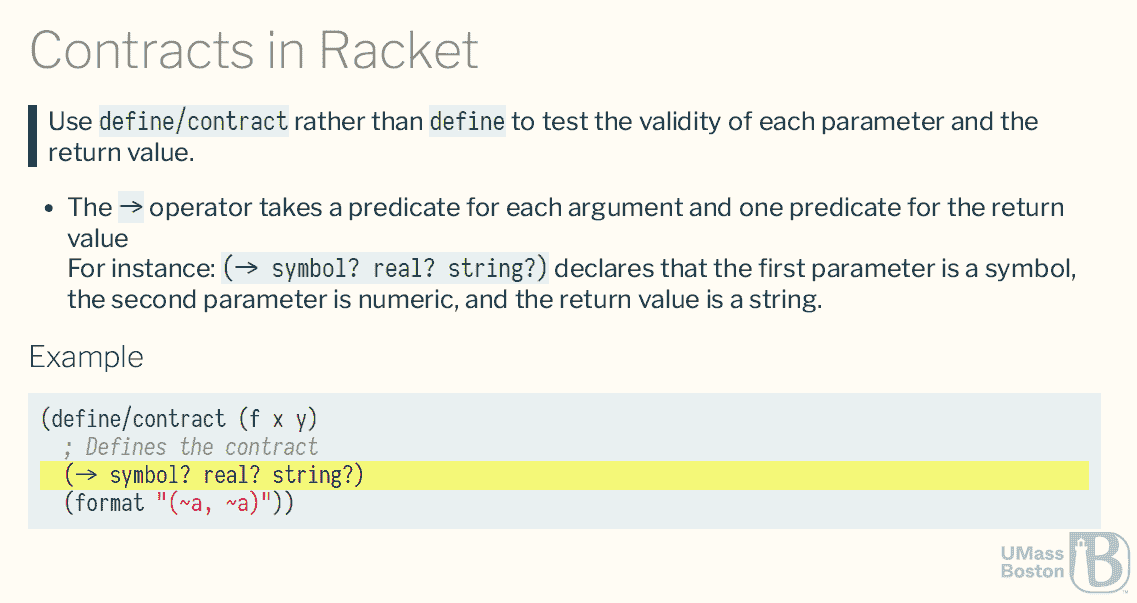 Contracts in Racket
Use define/contract rather than define to test the validity of each parameter and the
return value.
• The → operator takes a predicate for each argument and one predicate for the return
value
For instance: (→ symbol? real? string?) declares that the first parameter is a symbol,
the second parameter is numeric, and the return value is a string.
Example
(define/contract (f x y)
; Defines the contract
(→ symbol? real? string?)
(format "(~a, ~a)"))
UMass
Boston
B
TM